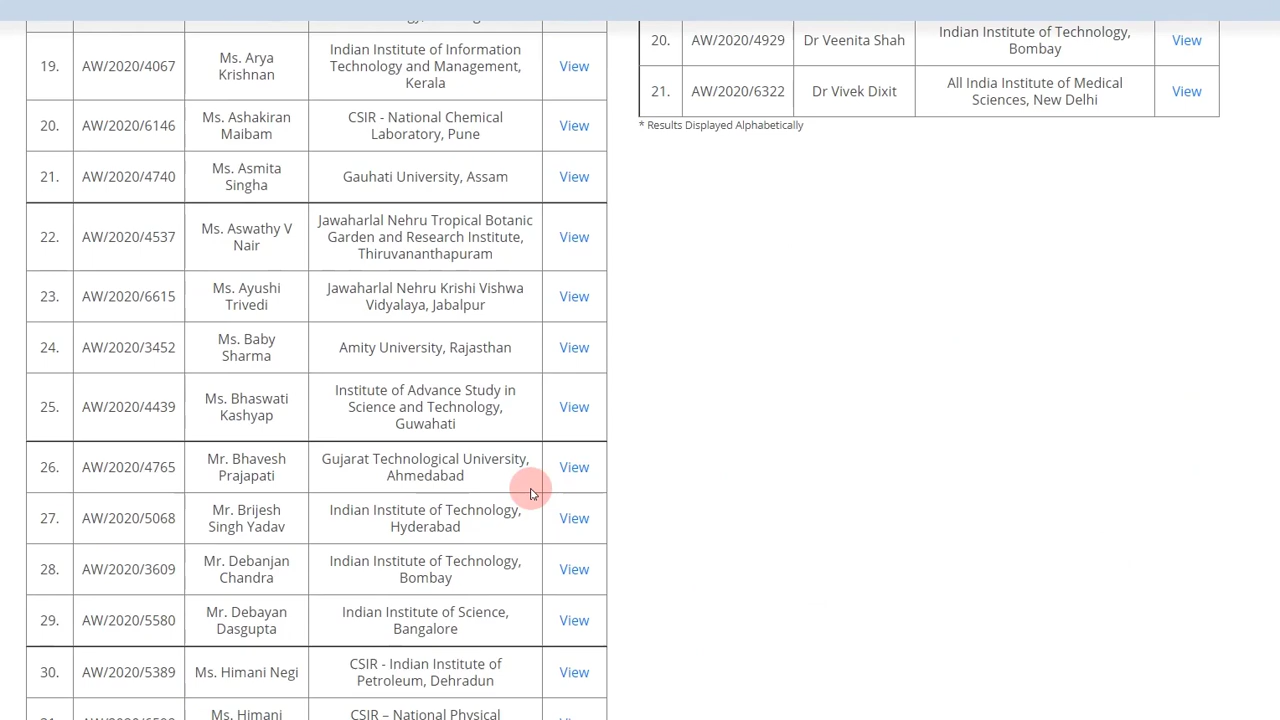 19.
AW/2020/4067
Ms. Arya
Krishnan
Indian Institute of Information
Technology and Management,
Kerala
View
20.
AW/2020/6146
Ms. Ashakiran
Maibam
CSIR - National Chemical
Laboratory, Pune
View
21.
AW/2020/4740
Ms. Asmita
Singha
Gauhati University, Assam
View
22.
AW/2020/4537
Ms. Aswathy V
Nair
Jawaharlal Nehru Tropical Botanic
Garden and Research Institute,
Thiruvananthapuram
View
23.
AW/2020/6615
Ms. Ayushi
Trivedi
Jawaharlal Nehru Krishi Vishwa
Vidyalaya, Jabalpur
View
24.
AW/2020/3452
Ms. Baby
Sharma
Amity University, Rajasthan
View
25.
AW/2020/4439
Ms. Bhaswati
Kashyap
Institute of Advance Study in
Science and Technology,
Guwahati
View
26.
AW/2020/4765
Mr. Bhavesh
Prajapati
Gujarat Technological University,
Ahmedabad
View
27.
AW/2020/5068
Mr. Brijesh
Singh Yadav
Indian Institute of Technology,
Hyderabad
View
28.
AW/2020/3609
Mr. Debanjan
Chandra
Indian Institute of Technology,
Bombay
View
29.
AW/2020/5580
Mr. Debayan
Dasgupta
Indian Institute of Science,
Bangalore
View
30.
AW/2020/5389
Ms. Himani Negi
CSIR - Indian Institute of
Petroleum, Dehradun
View
Ms. Himani
CSIR – National Physical
20.
AW/2020/4929
Dr Veenita Shah
Indian Institute of Technology,
Bombay
View
21.
AW/2020/6322
Dr Vivek Dixit
All India Institute of Medical
Sciences, New Delhi
View
* Results Displayed Alphabetically